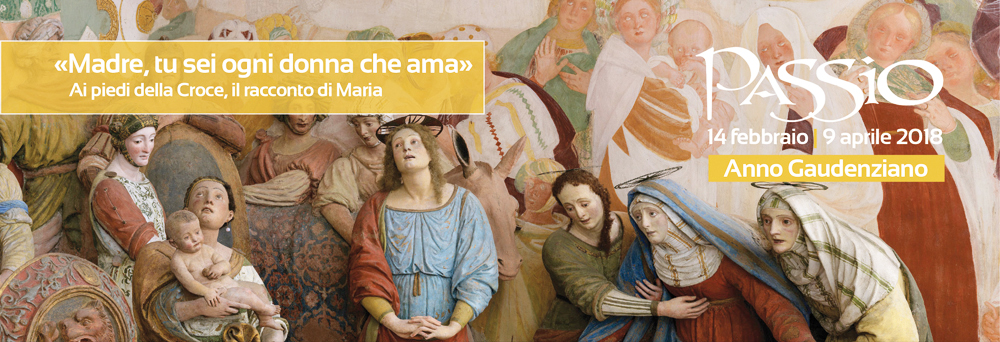 «Madre, tu sei ogni donna che ama»
Ai piedi della Croce, il racconto di Maria
PASSiO
14 febbraio | 9 aprile 2018
Anno Gaudenziano